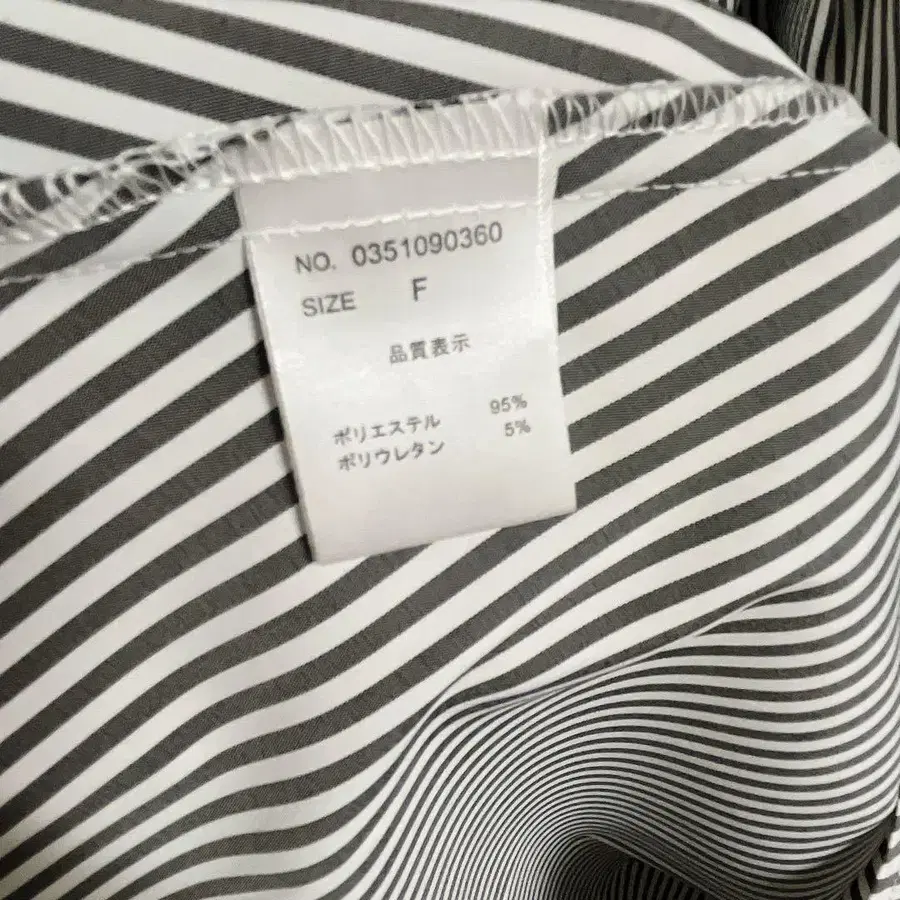 NO. 0351090360
SIZE F
品質表示
ポリエステル 95%
ポリウレタン 5%